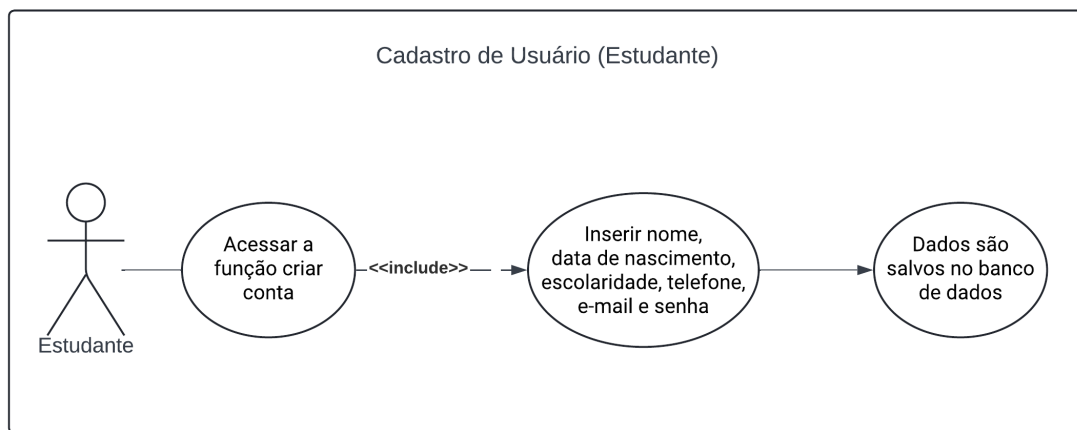 Cadastro de Usuário (Estudante)
Acessar a
função criar
conta
<<include>>
Inserir nome,
data de nascimento,
escolaridade, telefone,
e-mail e senha
Dados são
salvos no banco
de dados
Estudante